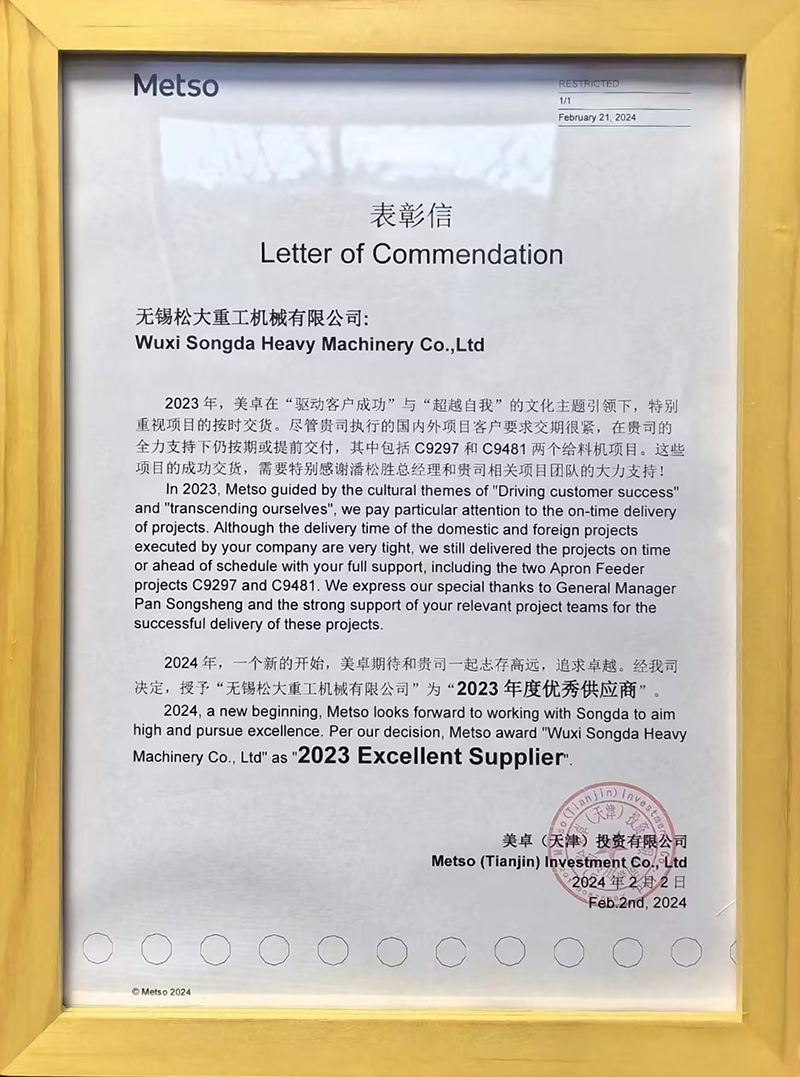 Metso
RESTRICTED
1/1
February 21, 2024
表彰信
Letter of Commendation
无锡松大重工机械有限公司:
Wuxi Songda Heavy Machinery Co.,Ltd
2023 年，美卓在“驱动客户成功”与“超越自我”的文化主题引领下，特别
重视项目的按时交货。尽管贵司执行的国内外项目客户要求交期很紧，在贵司的
全力支持下仍按期或提前交付，其中包括 C9297 和 C9481 两个给料机项目。这些
项目的成功交货，需要特别感谢潘松胜总经理和贵司相关项目团队的大力支持！
In 2023, Metso guided by the cultural themes of "Driving customer success"
and "transcending ourselves", we pay particular attention to the on-time delivery
of projects. Although the delivery time of the domestic and foreign projects
executed by your company are very tight, we still delivered the projects on time
or ahead of schedule with your full support, including the two Apron Feeder
projects C9297 and C9481. We express our special thanks to General Manager
Pan Songsheng and the strong support of your relevant project teams for the
successful delivery of these projects.
2024 年，一个新的开始，美卓期待和贵司一起志存高远，追求卓越。经我司
决定，授予“无锡松大重工机械有限公司”为“2023 年度优秀供应商”。
2024, a new beginning, Metso looks forward to working with Songda to aim
high and pursue excellence. Per our decision, Metso award "Wuxi Songda Heavy
Machinery Co., Ltd" as "2023 Excellent Supplier".
美卓（天津）投资有限公司
Metso (Tianjin) Investment Co., Ltd
2024 年 2 月 2 日
Feb.2nd, 2024
Metso (Tianjin) Investment Co
（天津）投资
© Metso 2024